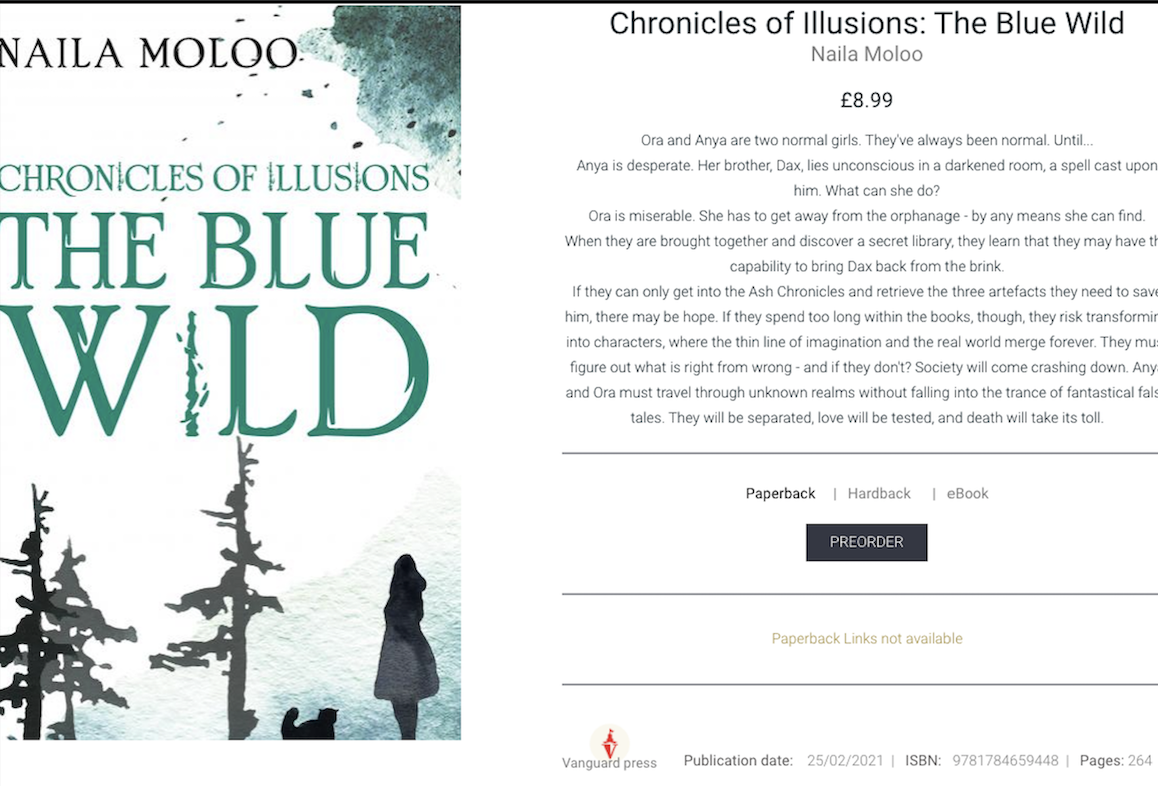 NAILA MOLOO
CHRONICLES OF ILLUSIONS
THE BLUE
WILD
Chronicles of Illusions: The Blue Wild
Naila Moloo
£8.99
Ora and Anya are two normal girls. They've always been normal. Until...
Anya is desperate. Her brother, Dax, lies unconscious in a darkened room, a spell cast upon
him. What can she do?
Ora is miserable. She has to get away from the orphanage - by any means she can find.
When they are brought together and discover a secret library, they learn that they may have th
capability to bring Dax back from the brink.
If they can only get into the Ash Chronicles and retrieve the three artefacts they need to save
him, there may be hope. If they spend too long within the books, though, they risk transformin
into characters, where the thin line of imagination and the real world merge forever. They mus
figure out what is right from wrong - and if they don't? Society will come crashing down. Any
and Ora must travel through unknown realms without falling into the trance of fantastical fals
tales. They will be separated, love will be tested, and death will take its toll.
Paperback | Hardback | eBook
PREORDER
Paperback Links not available
Vanguard press Publication date: 25/02/2021 | ISBN: 9781784659448 | Pages: 264